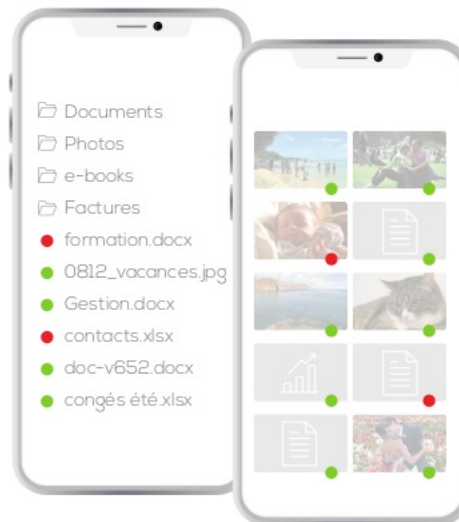 Documents
Photos
e-books
Factures
formation.docx
0812_vacances.jpg
Gestion.docx
contacts.xlsx
doc-v652.docx
congés été.xlsx